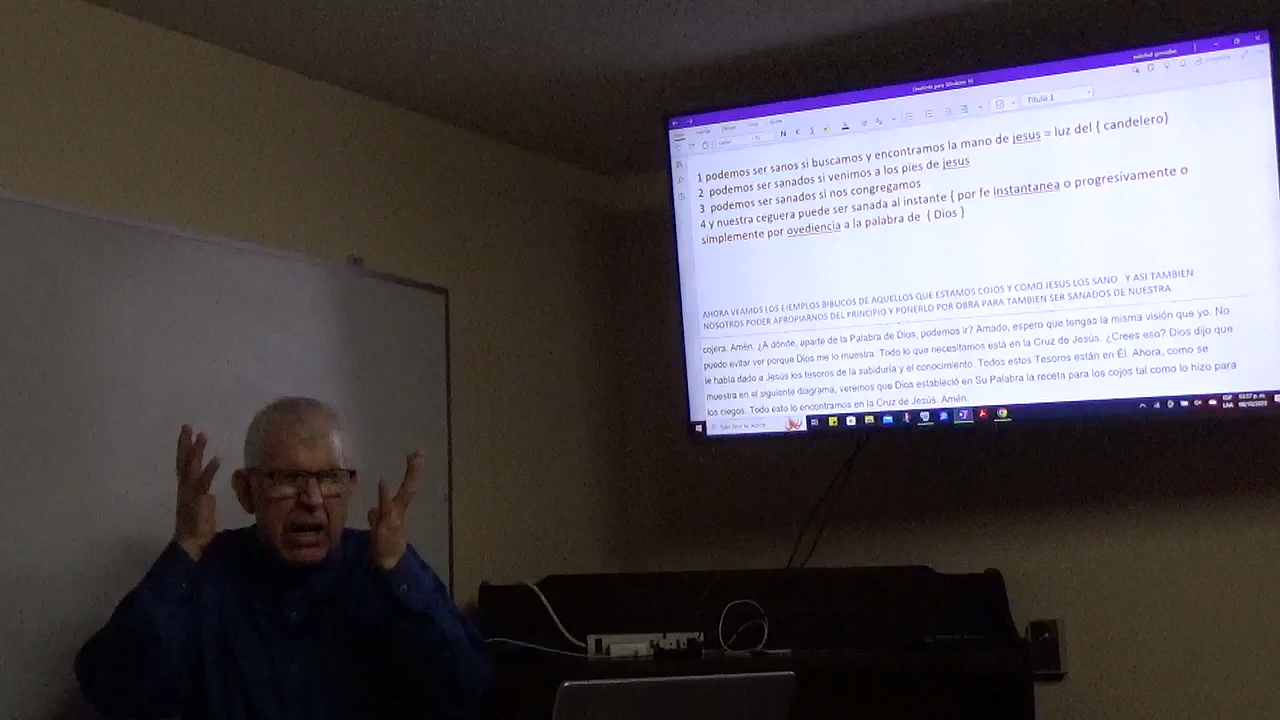 OneNote para Windows 10
Título 1
1 podemos ser sanos si buscamos y encontramos la mano de jesus = luz del { candelero}
2 podemos ser sanados si venimos a los pies de jesus
3 podemos ser sanados si nos congregamos
4 y nuestra ceguera puede ser sanada al instante { por fe instantanea o progresivamente o
simplemente por ovediencia a la palabra de { Dios }
AHORA VEAMOS LOS EJEMPLOS BIBLICOS DE AQUELLOS QUE ESTAMOS COJOS Y COMO JESUS LOS SANO Y ASI TAMBIEN
NOSOTROS PODER APROPIARNOS DEL PRINCIPIO Y PONERLO POR OBRA PARA TAMBIEN SER SANADOS DE NUESTRA
cojera. Amén. ¿A dónde, aparte de la Palabra de Dios, podemos ir? Amado, espero que tengas la misma visión que yo. No
puedo evitar ver porque Dios me lo muestra. Todo lo que necesitamos está en la Cruz de Jesús. ¿Crees eso? Dios dijo que
le había dado a Jesús los tesoros de la sabiduría y el conocimiento. Todos estos Tesoros están en Él. Ahora, como se
muestra en el siguiente diagrama, veremos que Dios estableció en Su Palabra la receta para los cojos tal como lo hizo para
los ciegos. Todo esto lo encontramos en la Cruz de Jesús. Amén.
ESP
03:57 p. m.